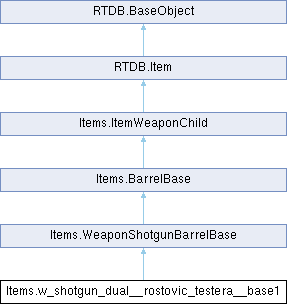 RTDB.BaseObject
RTDB.Item
Items.ItemWeaponChild
Items.BarrelBase
Items.WeaponShotgunBarrelBase
Items.w_shotgun_dual__rostovic_testera__base1